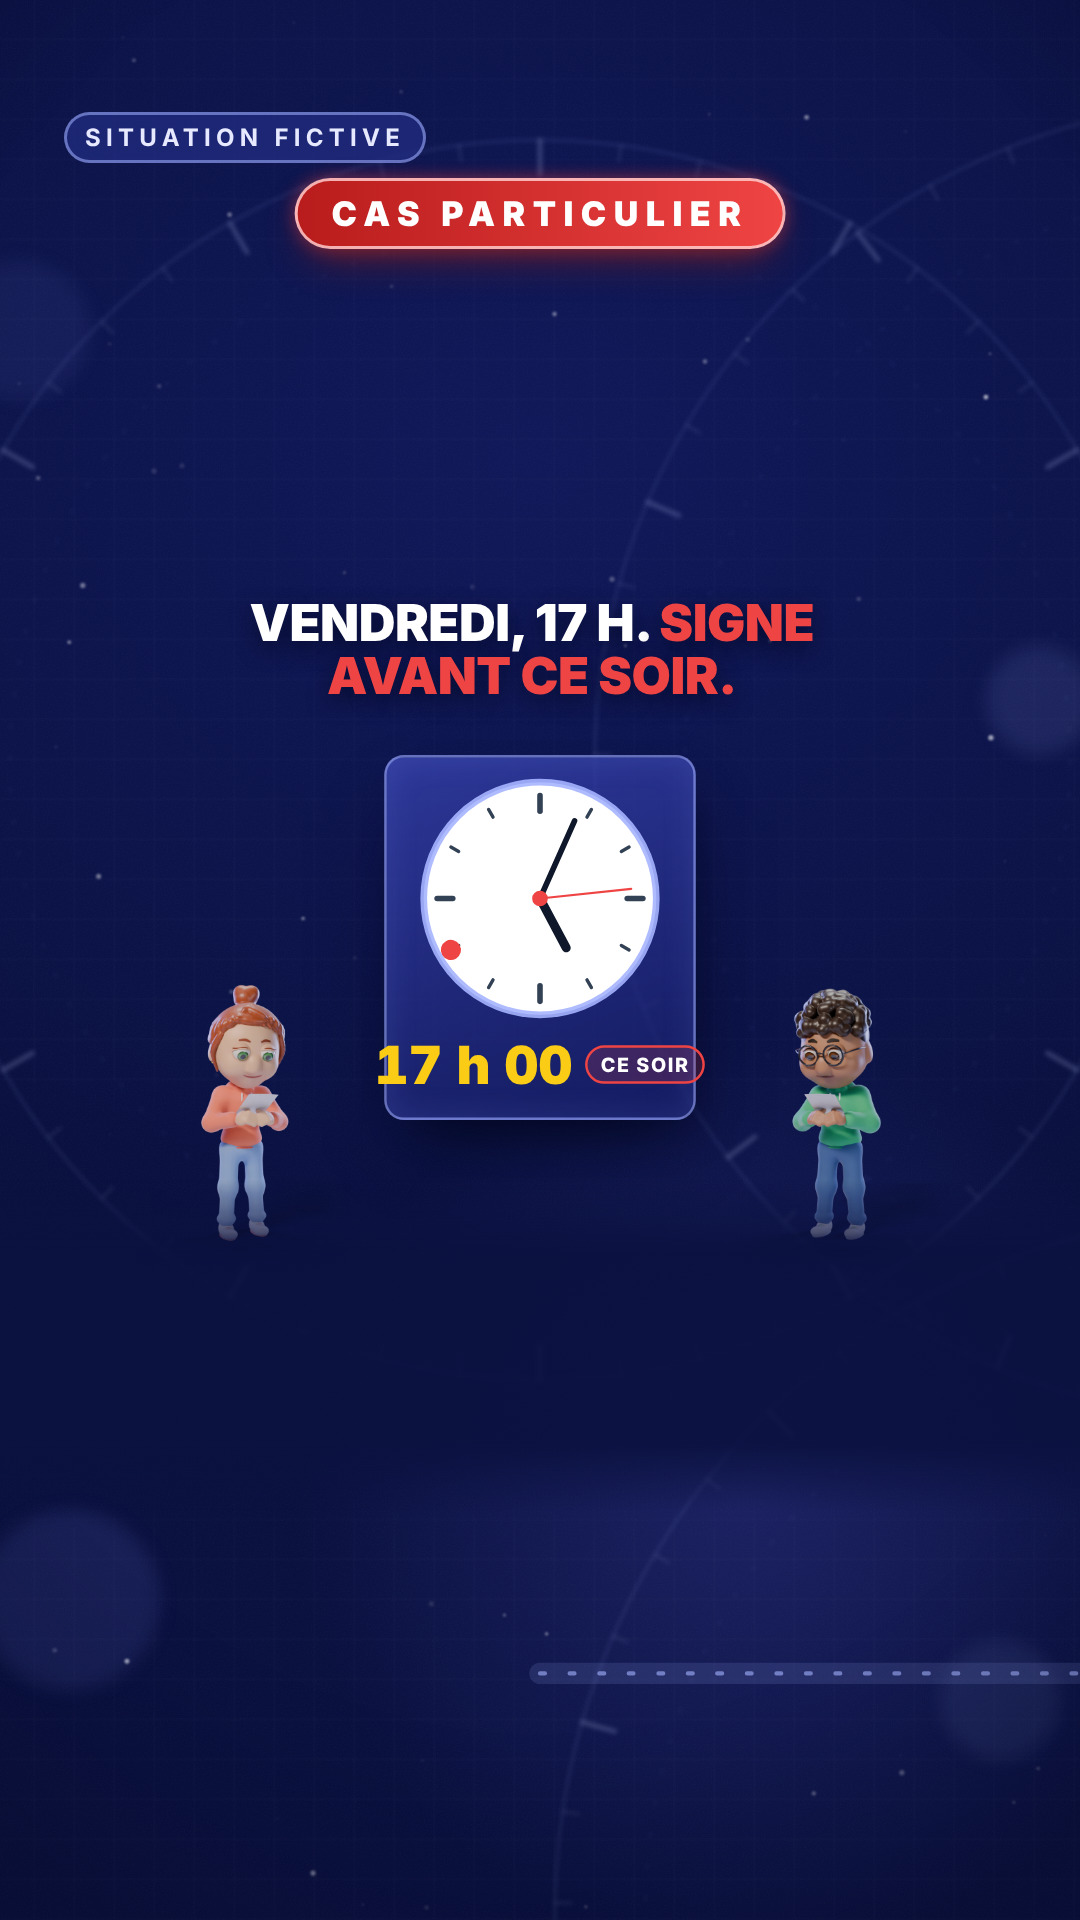 SITUATION FICTIVE
CAS PARTICULIER
VENDREDI, 17 H. SIGNE
AVANT CE SOIR.
17 h 00 CE SOIR